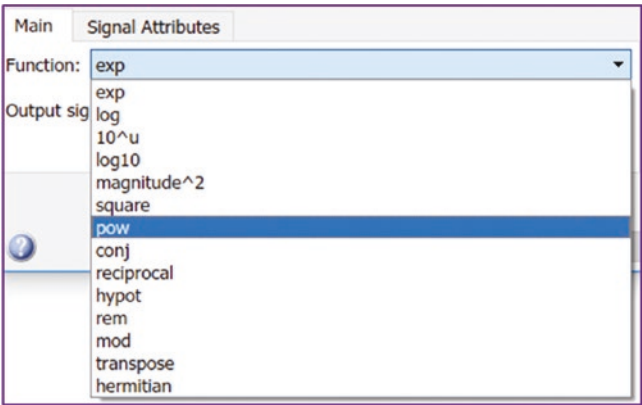 Main Signal Attributes
Function: exp
exp
Output sig log
10^u
log10
magnitude^2
square
pow
conj
reciprocal
hypot
rem
mod
transpose
hermitian